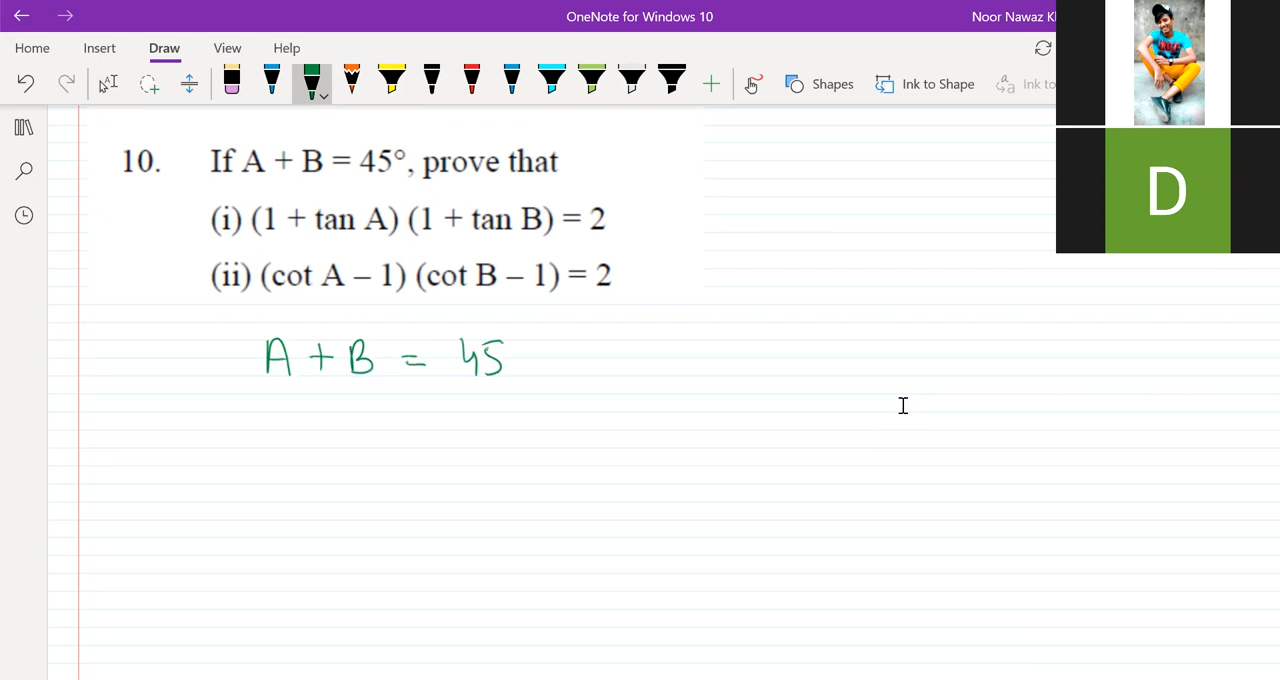 OneNote for Windows 10
Noor Nawaz K
Home Insert Draw View Help
Shapes Ink to Shape Ink to
10. If A + B = 45°, prove that
(i) (1 + tan A) (1 + tan B) = 2
(ii) (cot A – 1) (cot B – 1) = 2
A + B = 45
D